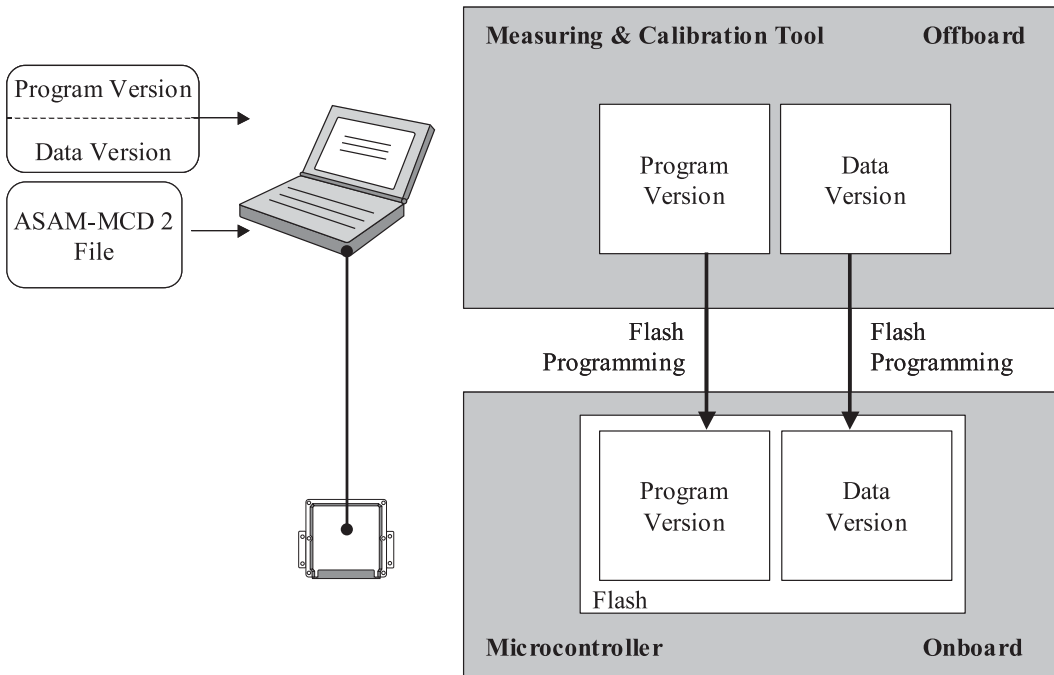 Program Version
Data Version
ASAM-MCD 2
File
Measuring & Calibration Tool
Offboard
Program
Version
Data
Version
Flash
Programming
Flash
Programming
Program
Version
Data
Version
Flash
Microcontroller
Onboard